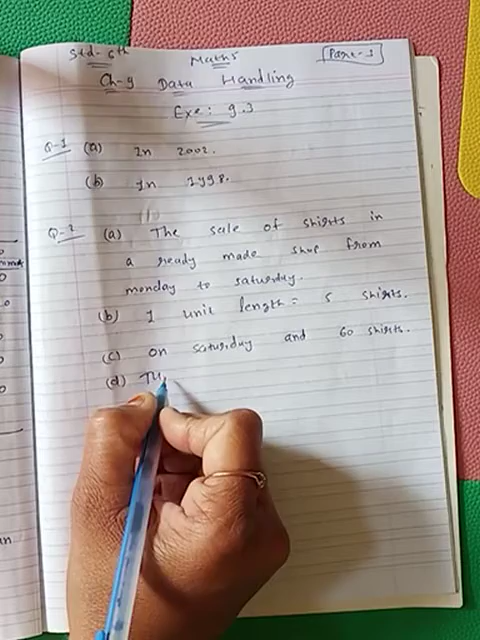 Std- 6th Maths Part-1
Ch-9 Data Handling
Exe: 9.3
Q-1 (a) In 2002.
(b) In 1998.
Q-2 (a) The sale of shirts in
a ready made shop from
monday to saturday.
(b) 1 unit length = 5 shirts.
(c) on saturday and 60 shirts.
(d) Tu